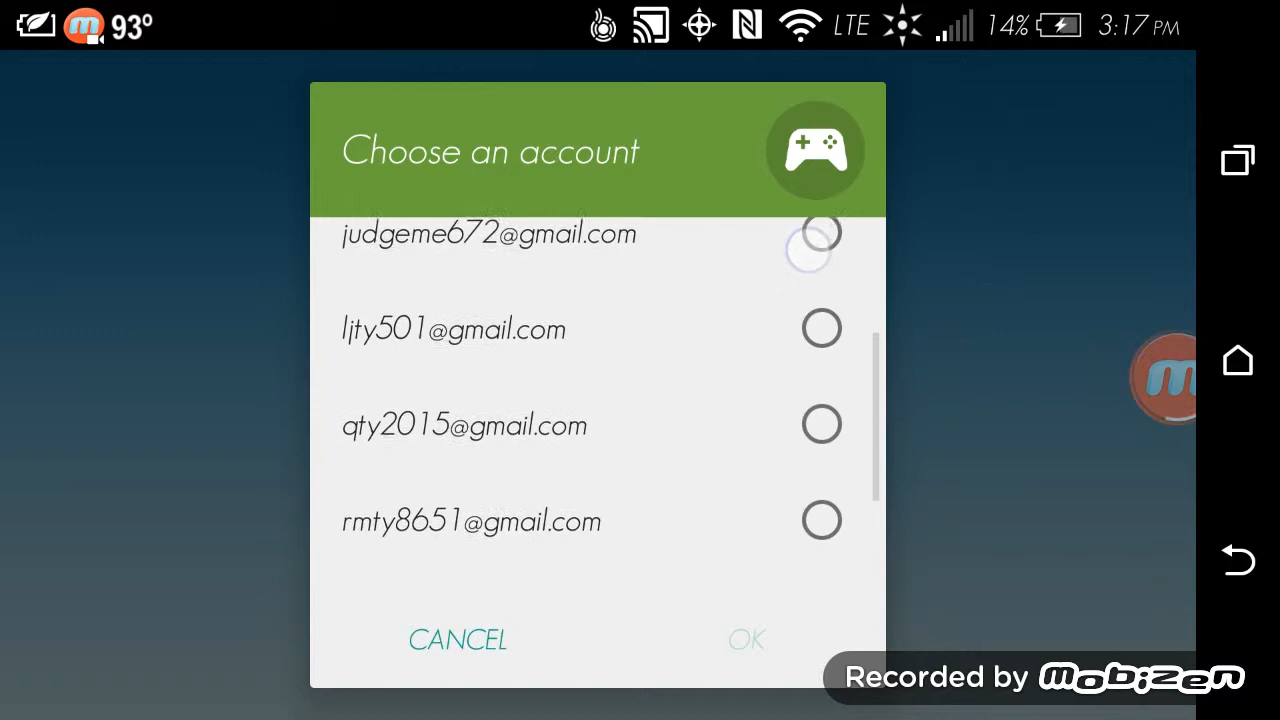 m 93° LTE 14% 3:17 PM
Choose an account
judgeme672@gmail.com
ljty501@gmail.com
m
qty2015@gmail.com
rmty8651@gmail.com
CANCEL OK
Recorded by mobizen